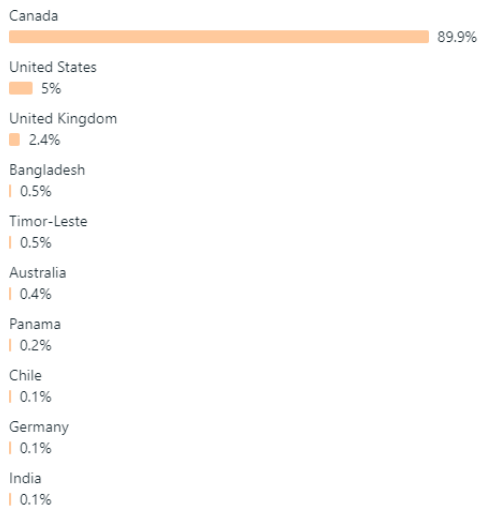 Canada
89.9%
United States
5%
United Kingdom
2.4%
Bangladesh
0.5%
Timor-Leste
0.5%
Australia
0.4%
Panama
0.2%
Chile
0.1%
Germany
0.1%
India
0.1%